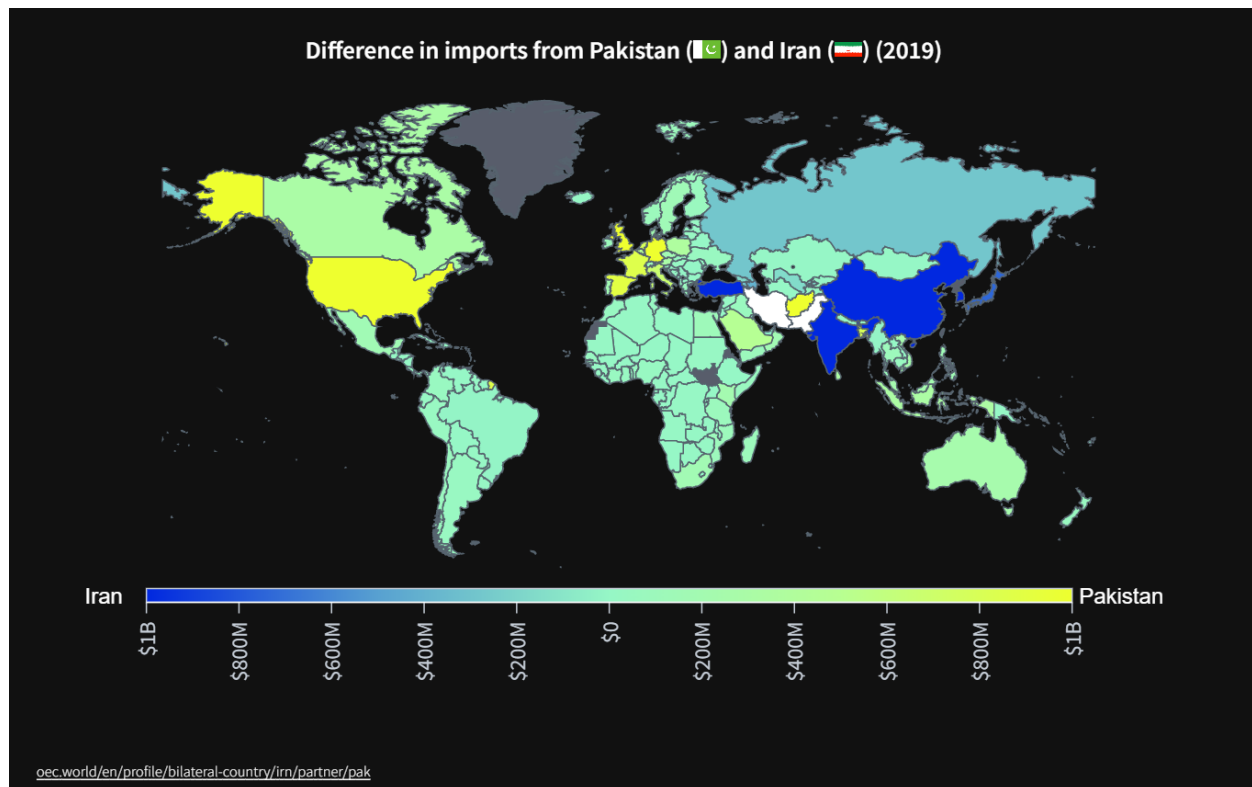 Difference in imports from Pakistan (🇵🇰) and Iran (🇮🇷) (2019)
Iran
Pakistan
$1B
$800M
$600M
$400M
$200M
$0
$200M
$400M
$600M
$800M
$1B
oec.world/en/profile/bilateral-country/irn/partner/pak